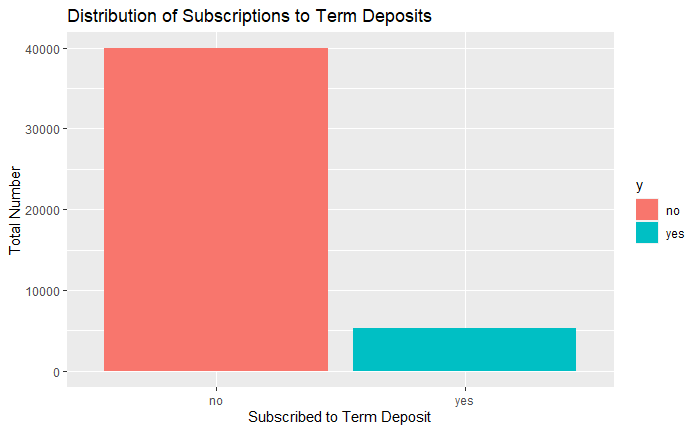 Distribution of Subscriptions to Term Deposits
Total Number
40000
30000
20000
10000
0
no
yes
Subscribed to Term Deposit
y
no
yes